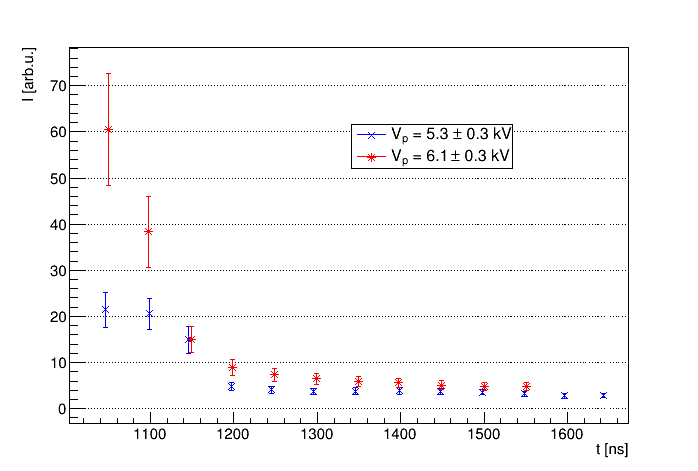 I [arb.u.]
70
60
50
40
30
20
10
0
V_p = 5.3 ± 0.3 kV
V_p = 6.1 ± 0.3 kV
1100 1200 1300 1400 1500 1600
t [ns]